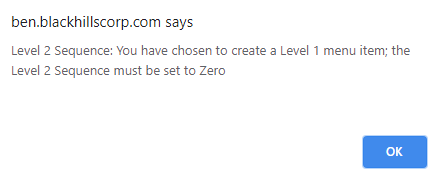 ben.blackhillscorp.com says
Level 2 Sequence: You have chosen to create a Level 1 menu item; the
Level 2 Sequence must be set to Zero
OK